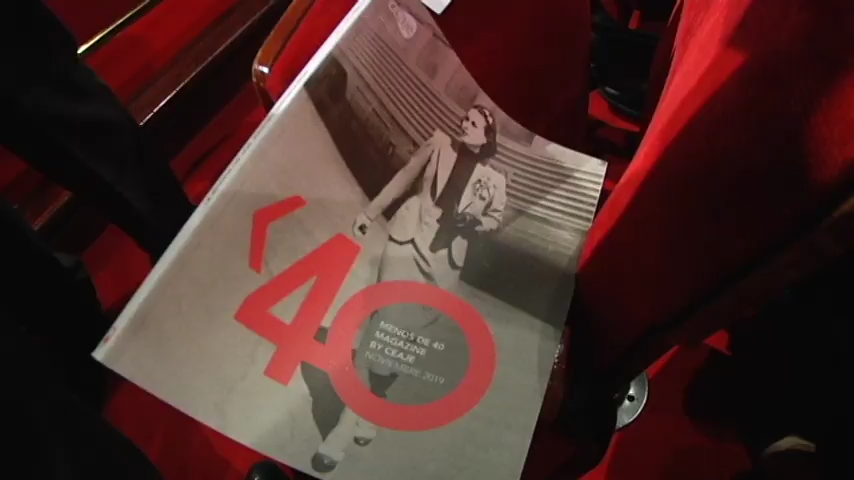 <40
MENOS DE 40
MAGAZINE
BY CEAJE
NOVIEMBRE 2019